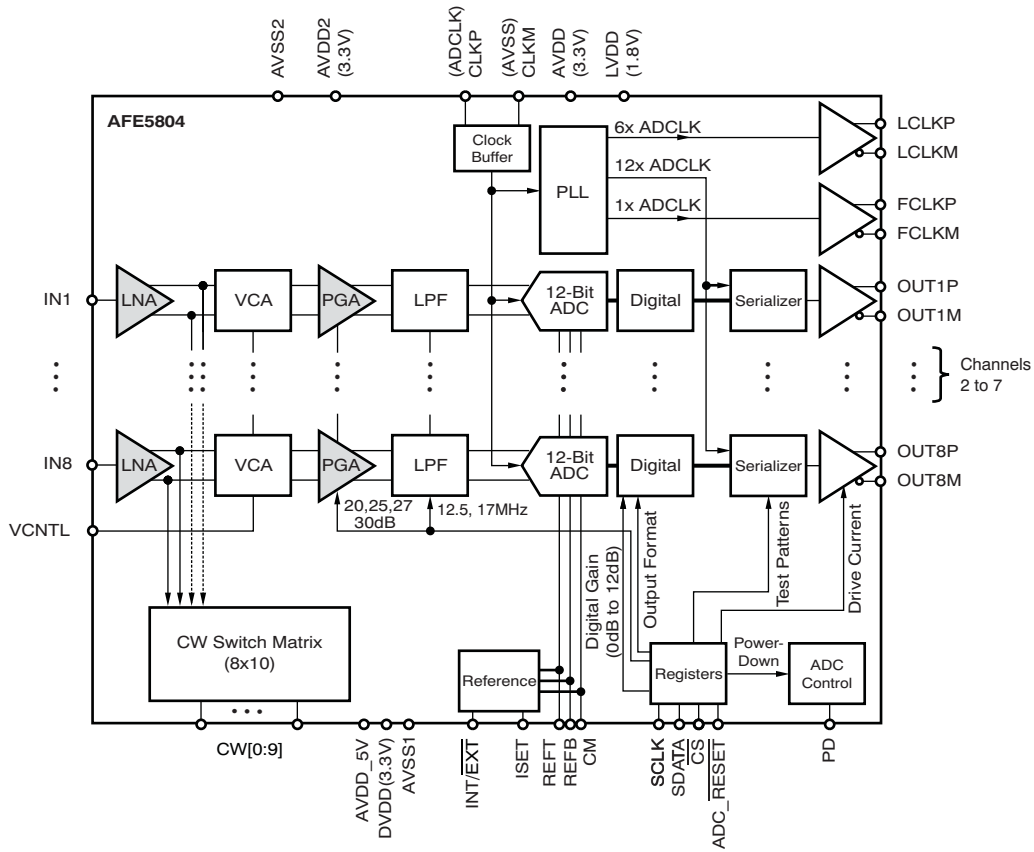 AVSS2
AVDD2
(3.3V)
(ADCLK)
CLKP
(AVSS)
CLKM
AVDD
(3.3V)
LVDD
(1.8V)
AFE5804
Clock
Buffer
PLL
6x ADCLK
12x ADCLK
1x ADCLK
LCLKP
LCLKM
FCLKP
FCLKM
IN1
LNA
VCA
PGA
LPF
12-Bit
ADC
Digital
Serializer
OUT1P
OUT1M
Channels
2 to 7
IN8
LNA
VCA
PGA
LPF
12-Bit
ADC
Digital
Serializer
OUT8P
OUT8M
VCNTL
20,25,27
30dB
12.5, 17MHz
Digital Gain
(0dB to 12dB)
Output Format
Test Patterns
Drive Current
CW Switch Matrix
(8x10)
Reference
Registers
Power-
Down
ADC
Control
CW[0:9]
AVDD_5V
DVDD (3.3V)
AVSS1
INT/EXT
ISET
REFT
REFB
CM
SCLK
SDATA
CS
ADC_RESET
PD